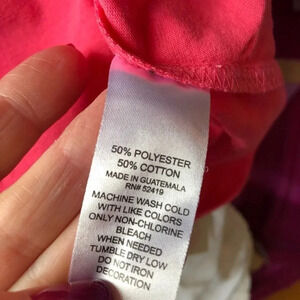 50% POLYESTER
50% COTTON
MADE IN GUATEMALA
RN# 52419
MACHINE WASH COLD
WITH LIKE COLORS
ONLY NON-CHLORINE
BLEACH
WHEN NEEDED
TUMBLE DRY LOW
DO NOT IRON
DECORATION